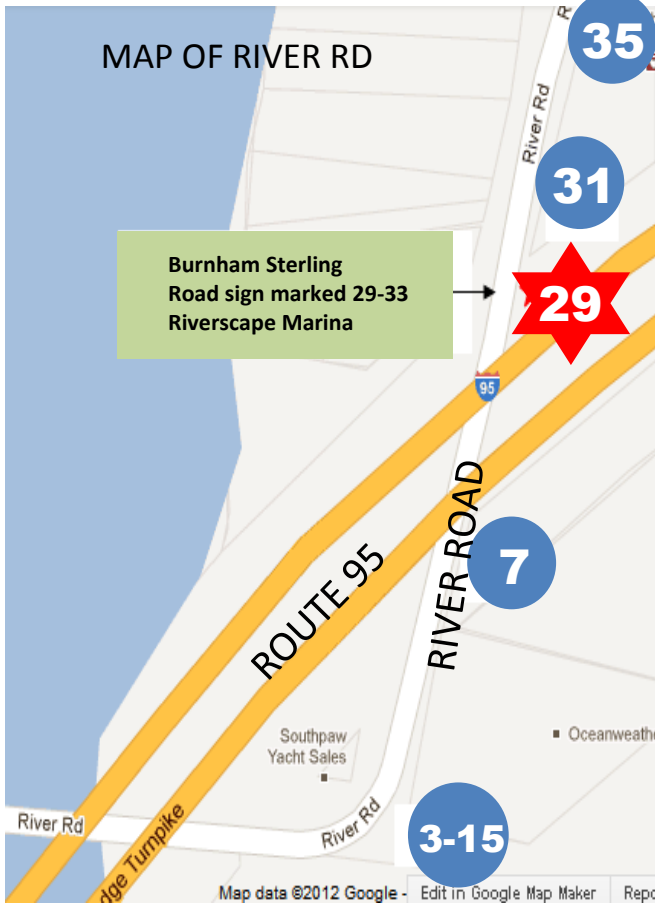 MAP OF RIVER RD
R
35
River Rd
31
Burnham Sterling
Road sign marked 29-33
Riverscape Marina
29
95
RIVER ROAD
ROUTE 95
7
Southpaw
Yacht Sales
Oceanweath
River Rd
River Rd
3-15
dge Turnpike
Map data ©2012 Google -
Edit in Google Map Maker
Repo